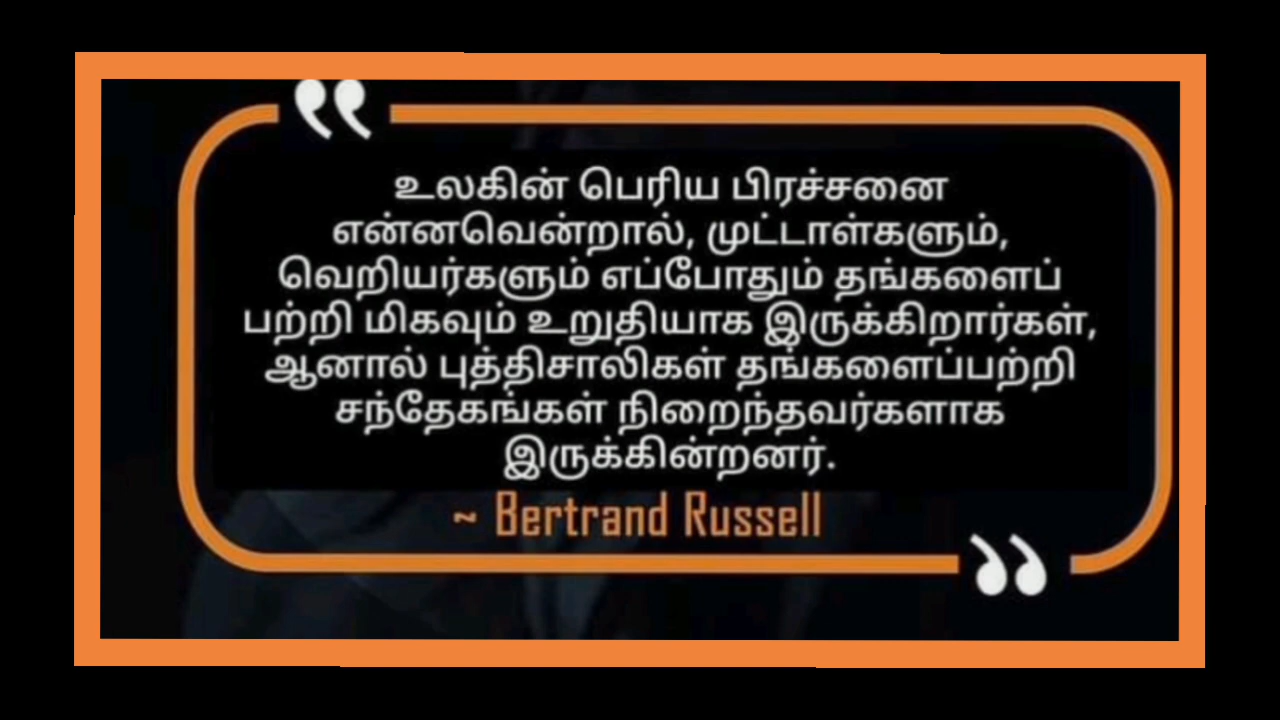 உலகின் பெரிய பிரச்சனை
என்னவென்றால், முட்டாள்களும்,
வெறியர்களும் எப்போதும் தங்களைப்
பற்றி மிகவும் உறுதியாக இருக்கிறார்கள்,
ஆனால் புத்திசாலிகள் தங்களைப்பற்றி
சந்தேகங்கள் நிறைந்தவர்களாக
இருக்கின்றனர்.
~ Bertrand Russell